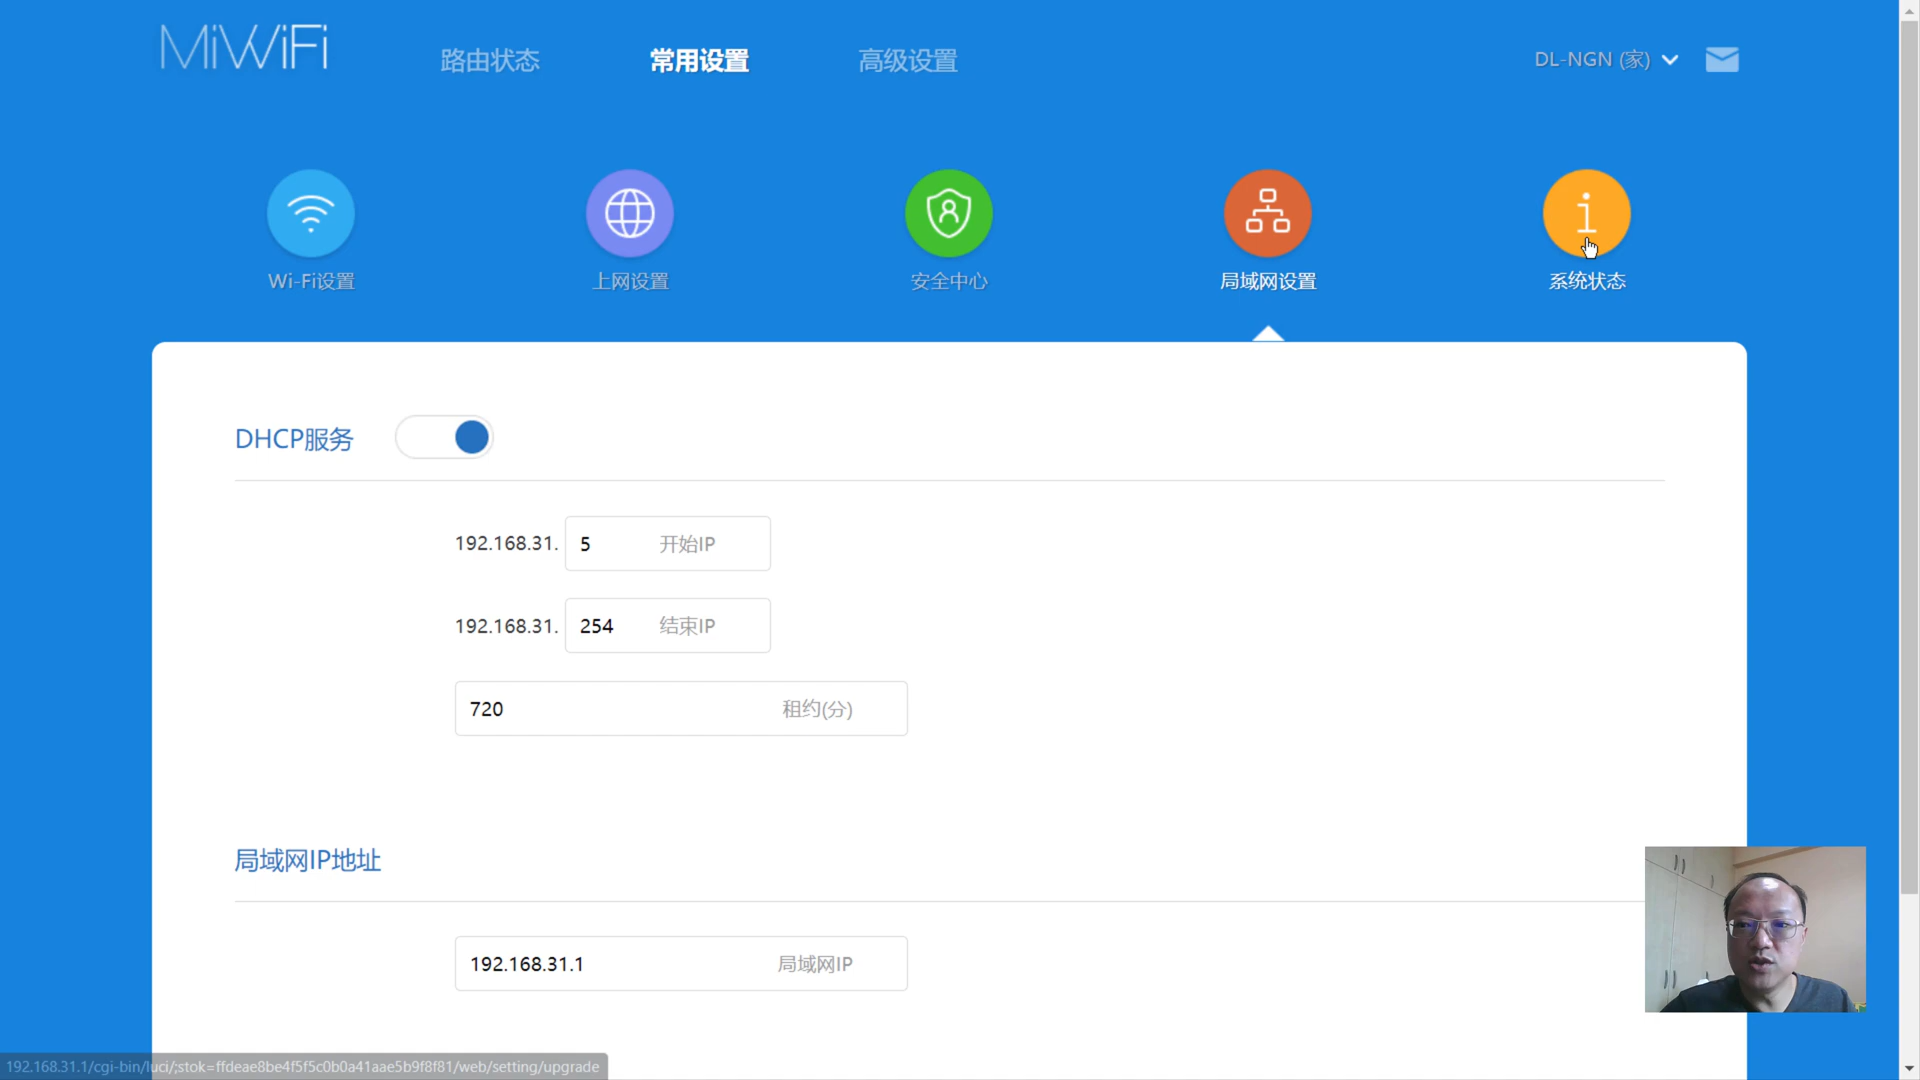 MiWiFi
路由状态
常用设置
高级设置
DL-NGN (家)
Wi-Fi设置
上网设置
安全中心
局域网设置
系统状态
DHCP服务
192.168.31. 5 开始IP
192.168.31. 254 结束IP
720 租约(分)
局域网IP地址
192.168.31.1 局域网IP
192.168.31.1/cgi-bin/luci/;stok=ffdeae8be4f5f5c0b0a41aae5b9f8f81/web/setting/upgrade